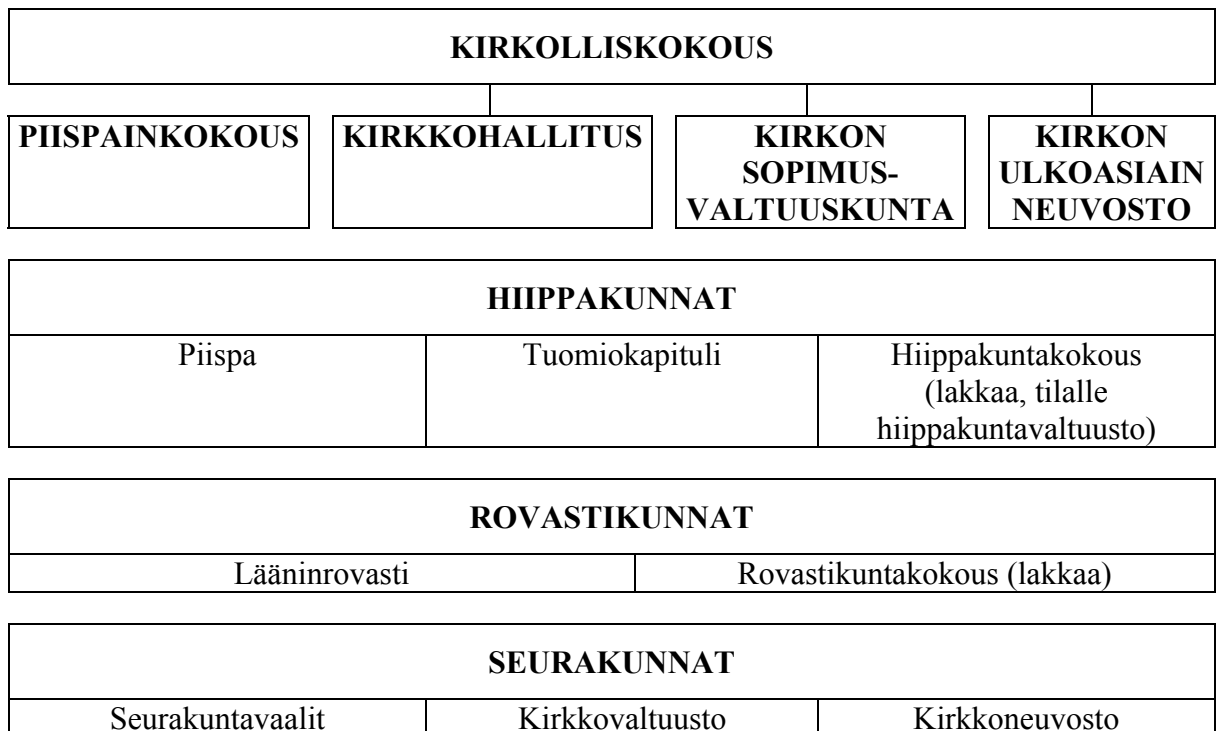 KIRKOLLISKOKOUS
PIISPAINKOKOUS
KIRKKOHALLITUS
KIRKON
SOPIMUS-
VALTUUSKUNTA
KIRKON
ULKOASIAIN
NEUVOSTO
HIIPPAKUNNAT
Piispa
Tuomiokapituli
Hiippakuntakokous
(lakkaa, tilalle
hiippakuntavaltuusto)
ROVASTIKUNNAT
Lääninrovasti
Rovastikuntakokous (lakkaa)
SEURAKUNNAT
Seurakuntavaalit
Kirkkovaltuusto
Kirkkoneuvosto